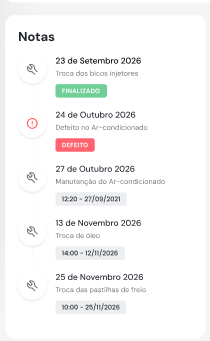 Notas
23 de Setembro 2026
Troca dos bicos injetores
FINALIZADO
24 de Outubro 2026
Defeito no Ar-condicionado
DEFEITO
27 de Outubro 2026
Manutenção do Ar-condicionado
12:20 - 27/09/2021
13 de Novembro 2026
Troca de óleo
14:00 - 12/11/2026
25 de Novembro 2026
Troca das pastilhas de freio
10:00 - 25/11/2026